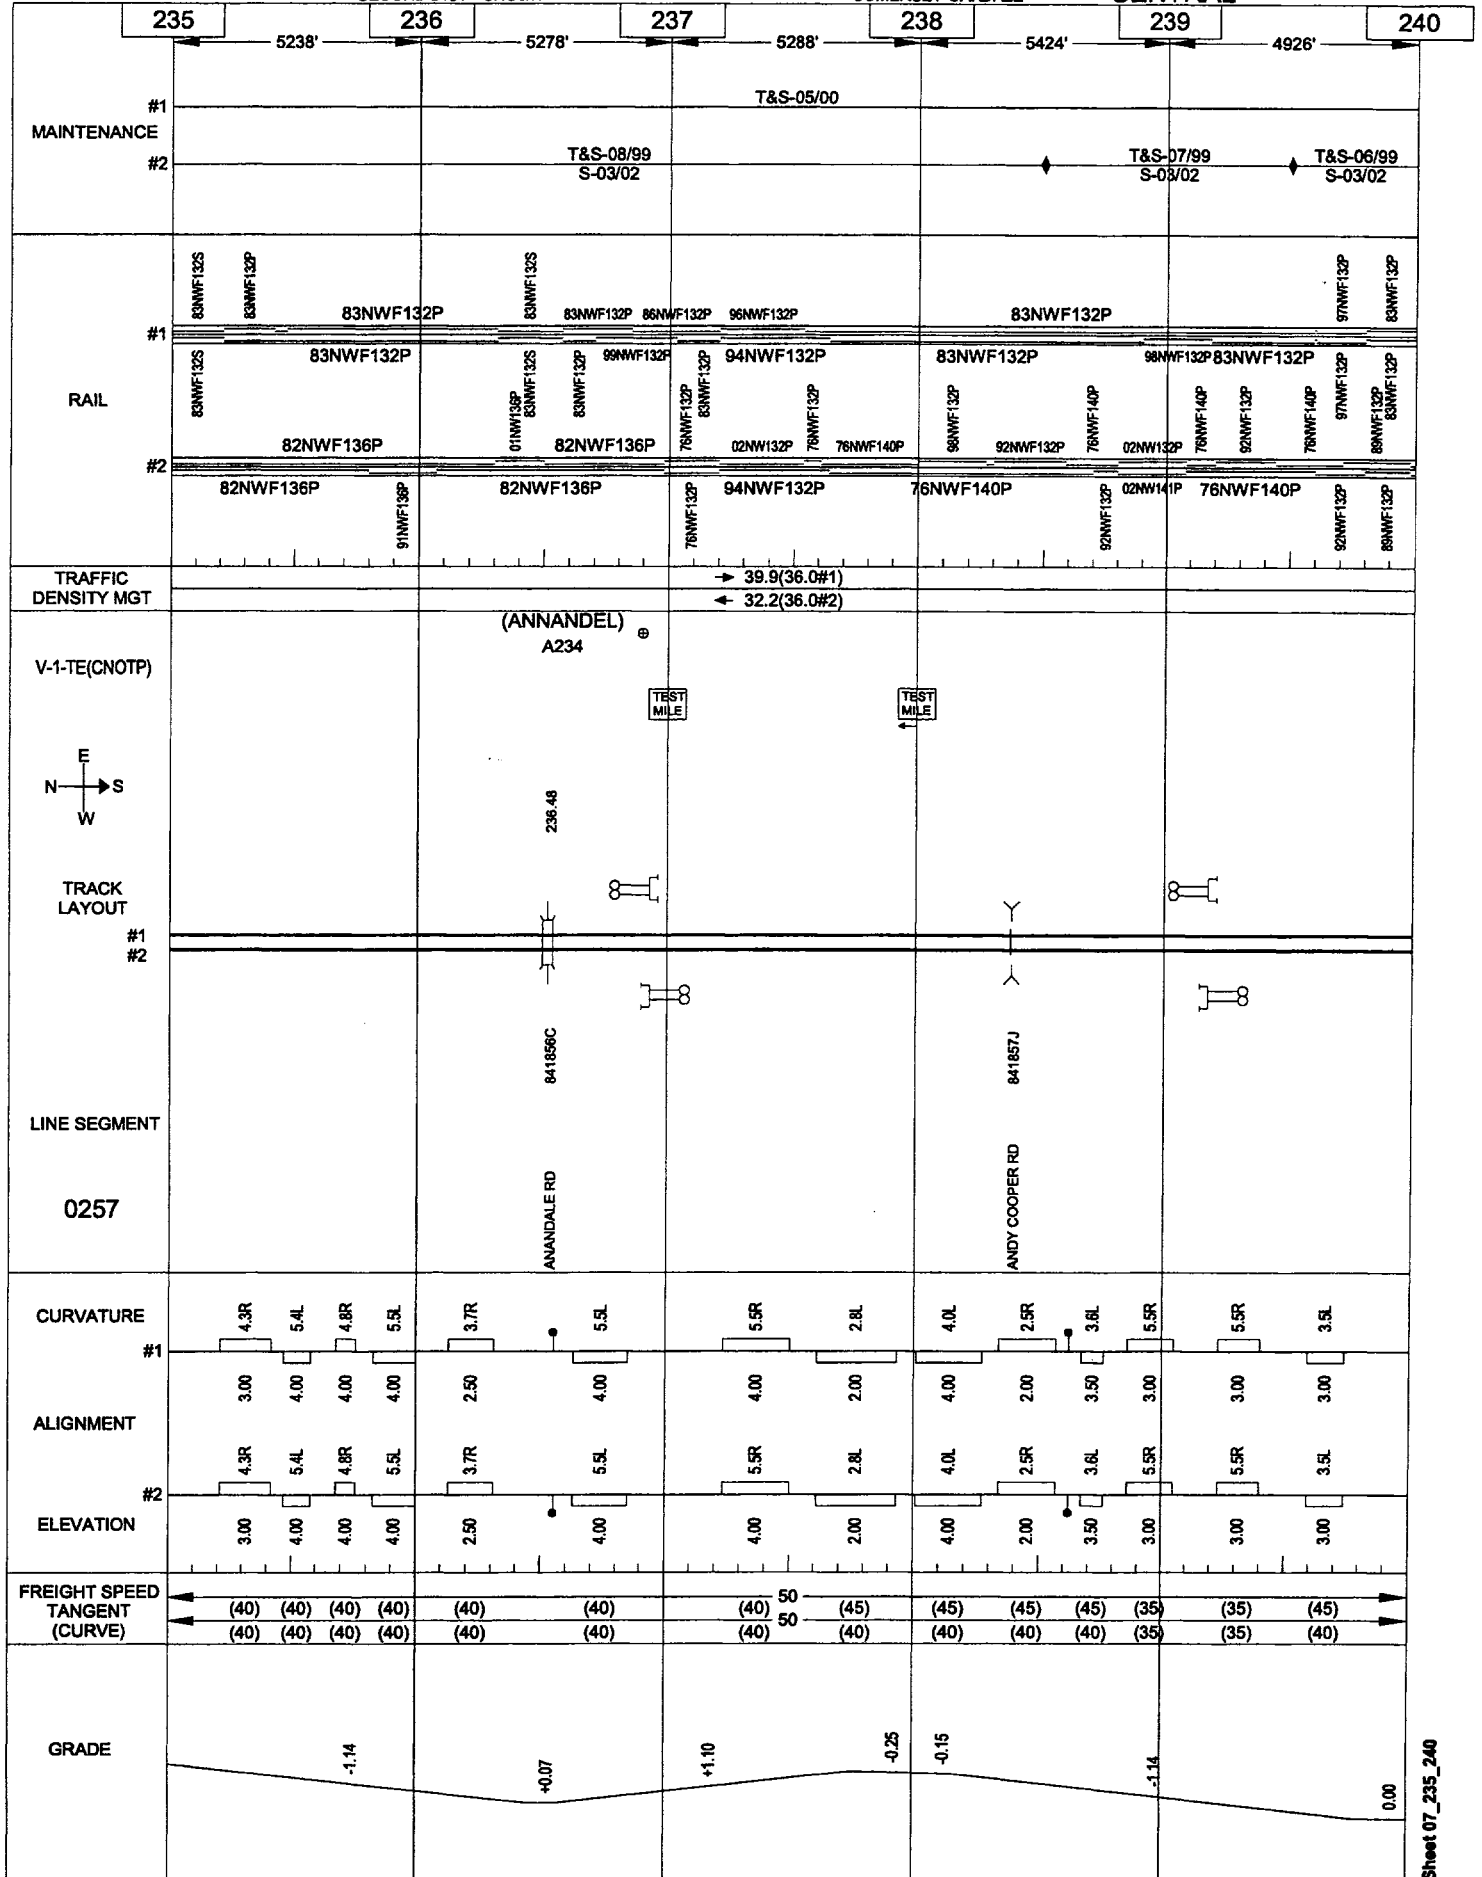 235 236 237 238 239 240
5238' 5278' 5288' 5424' 4926'
#1 T&S-05/00
MAINTENANCE
#2 T&S-08/99 T&S-07/99 T&S-06/99
S-03/02 S-03/02 S-03/02
83NWF132S 83NWF132P 83NWF132S 97NWF132P 83NWF132P
83NWF132P 83NWF132P 86NWF132P 96NWF132P 83NWF132P
#1
83NWF132P 99NWF132P 94NWF132P 83NWF132P 98NWF132P 83NWF132P
83NWF132S 83NWF132S 83NWF132P 83NWF132P 97NWF132P 83NWF132P
RAIL
01NW136P 76NWF132P 76NWF132P 98NWF132P 76NWF140P 76NWF140P 92NWF132P 76NWF140P 89NWF132P
82NWF136P 82NWF136P 02NW132P 76NWF140P 92NWF132P 02NW132P
#2
82NWF136P 82NWF136P 94NWF132P 76NWF140P 02NW141P 76NWF140P
91NWF136P 76NWF132P 92NWF132P 92NWF132P 89NWF132P
TRAFFIC
DENSITY MGT
39.9(36.0#1)
32.2(36.0#2)
(ANNANDEL)
A234
V-1-TE(CNOTP)
TEST
MILE
TEST
MILE
E
N S
W
236.48
TRACK
LAYOUT
#1
#2
841856C 841857J
LINE SEGMENT
0257
ANANDALE RD ANDY COOPER RD
CURVATURE
4.3R 5.4L 4.8R 5.5L 3.7R 5.5L 5.5R 2.8L 4.0L 2.5R 3.6L 5.5R 5.5R 3.5L
#1
3.00 4.00 4.00 4.00 2.50 4.00 4.00 2.00 4.00 2.00 3.50 3.00 3.00 3.00
ALIGNMENT
4.3R 5.4L 4.8R 5.5L 3.7R 5.5L 5.5R 2.8L 4.0L 2.5R 3.6L 5.5R 5.5R 3.5L
#2
ELEVATION
3.00 4.00 4.00 4.00 2.50 4.00 4.00 2.00 4.00 2.00 3.50 3.00 3.00 3.00
FREIGHT SPEED
TANGENT
(CURVE)
50
(40) (40) (40) (40) (40) (40) (40) (45) (45) (45) (45) (35) (35) (45)
50
(40) (40) (40) (40) (40) (40) (40) (40) (40) (40) (40) (35) (35) (40)
GRADE
-1.14 +0.07 +1.10 -0.25 -0.15 -1.14 0.00
Sheet 07_235_240